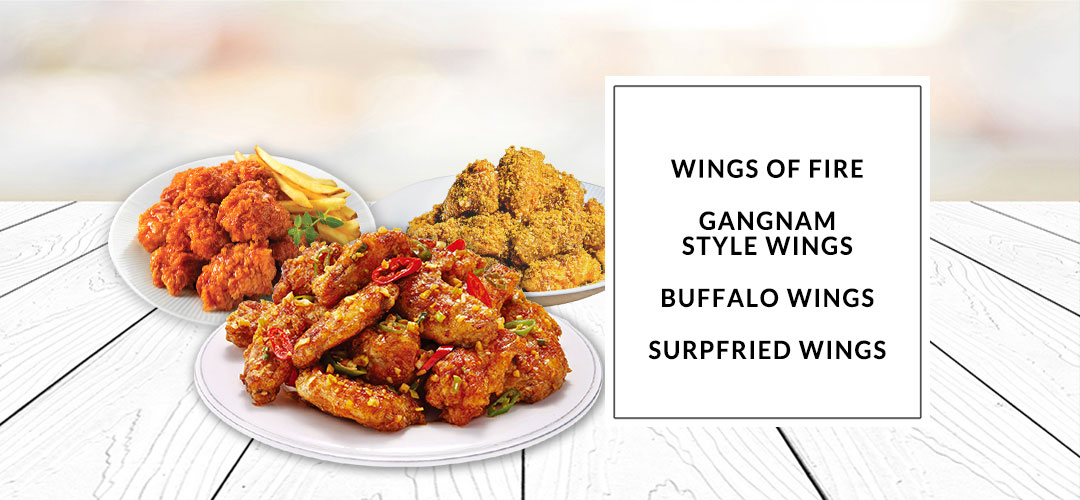 WINGS OF FIRE
GANGNAM
STYLE WINGS
BUFFALO WINGS
SURPFRIED WINGS